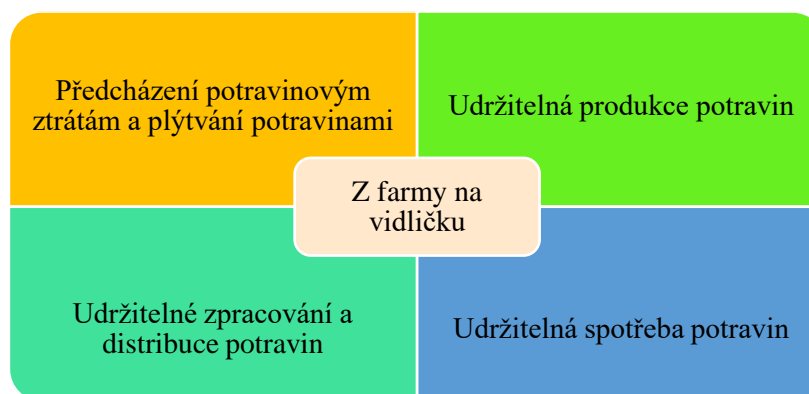 Předcházení potravinovým
ztrátám a plýtvání potravinami
Udržitelná produkce potravin
Z farmy na
vidličku
Udržitelné zpracování a
distribuce potravin
Udržitelná spotřeba potravin